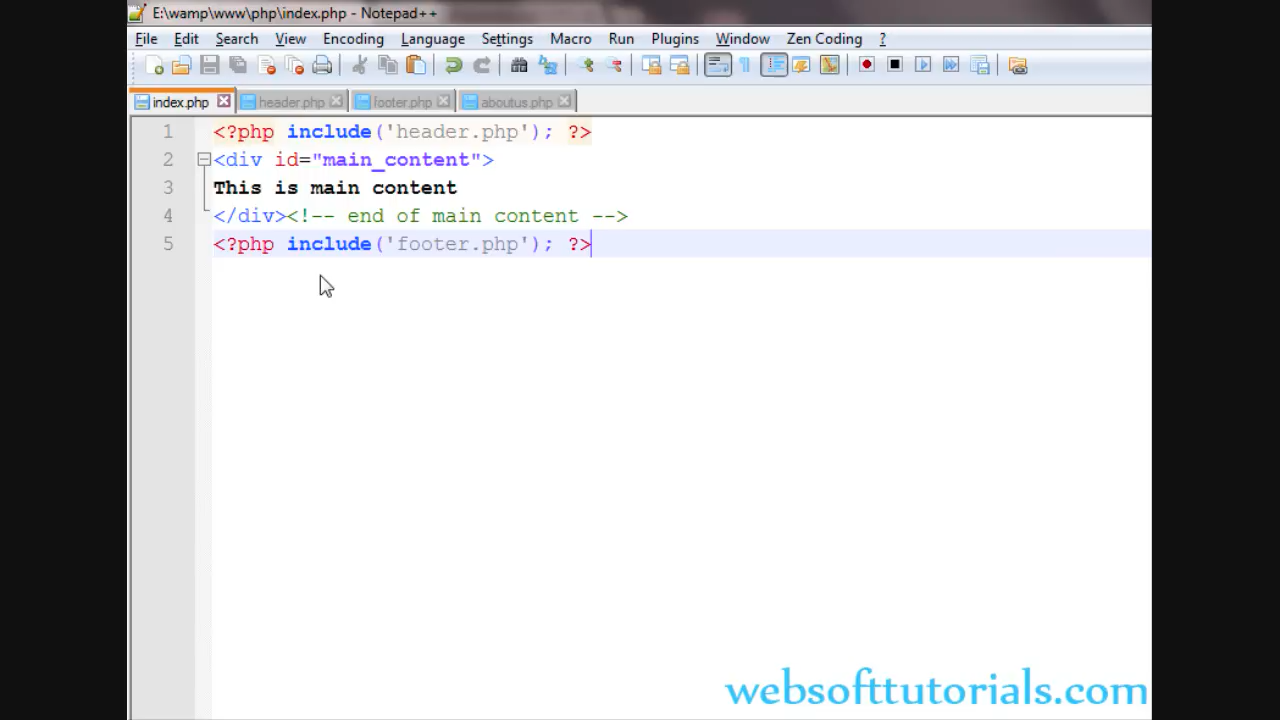 E:\wamp\www\php\index.php - Notepad++
File Edit Search View Encoding Language Settings Macro Run Plugins Window Zen Coding ?
index.php header.php footer.php aboutus.php
1 <?php include('header.php'); ?>
2 <div id="main_content">
3 This is main content
4 </div><!-- end of main content -->
5 <?php include('footer.php'); ?>
websofttutorials.com